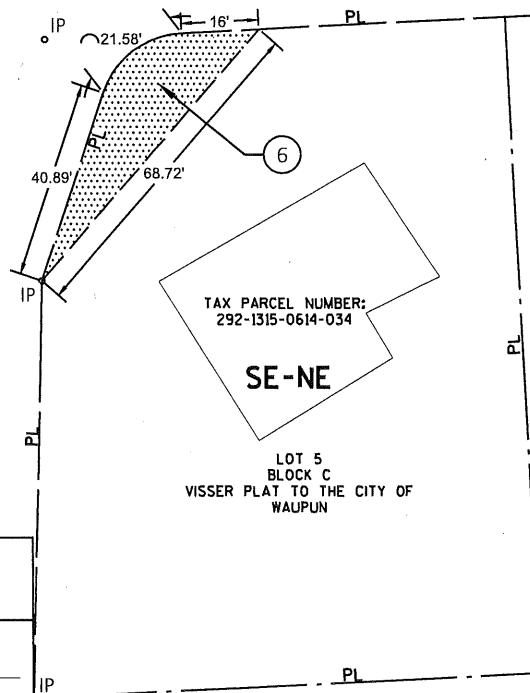 IP
21.58'
16'
PL
PL
40.89'
68.72'
6
IP
TAX PARCEL NUMBER:
292-1315-0614-034
SE-NE
PL
PL
LOT 5
BLOCK C
VISSER PLAT TO THE CITY OF
WAUPUN
IP
PL